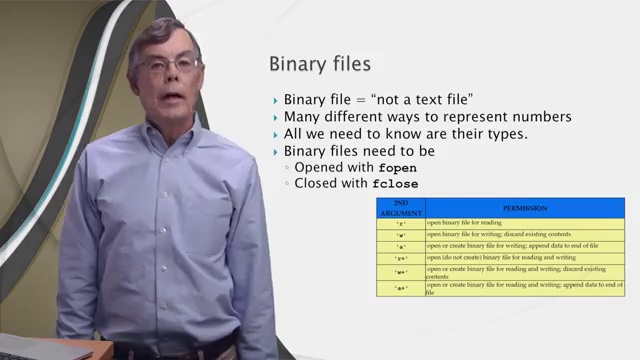 Binary files
Binary file = “not a text file”
Many different ways to represent numbers
All we need to know are their types.
Binary files need to be
Opened with fopen
Closed with fclose
2ND ARGUMENT PERMISSION
'r' open binary file for reading
'w' open binary file for writing; discard existing contents
'a' open or create binary file for writing; append data to end of file
'r+' open (do not create) binary file for reading and writing
'w+' open or create binary file for reading and writing; discard existing
contents
'a+' open or create binary file for reading and writing; append data to end of
file